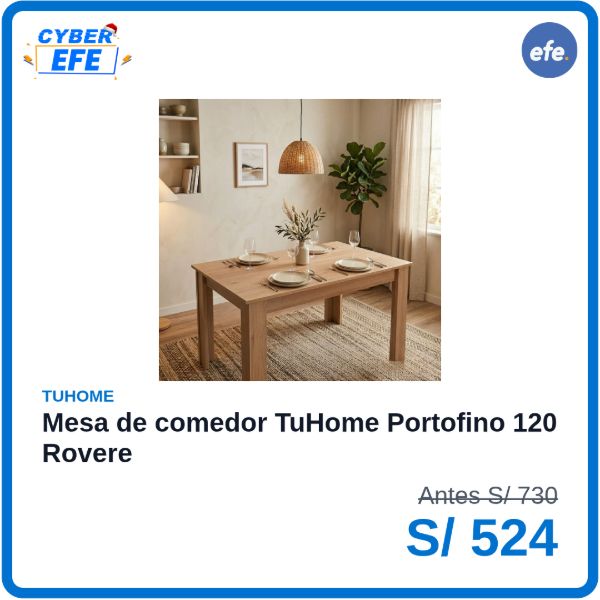 CYBER
EFE
efe.
TUHOME
Mesa de comedor TuHome Portofino 120
Rovere
Antes S/ 730
S/ 524